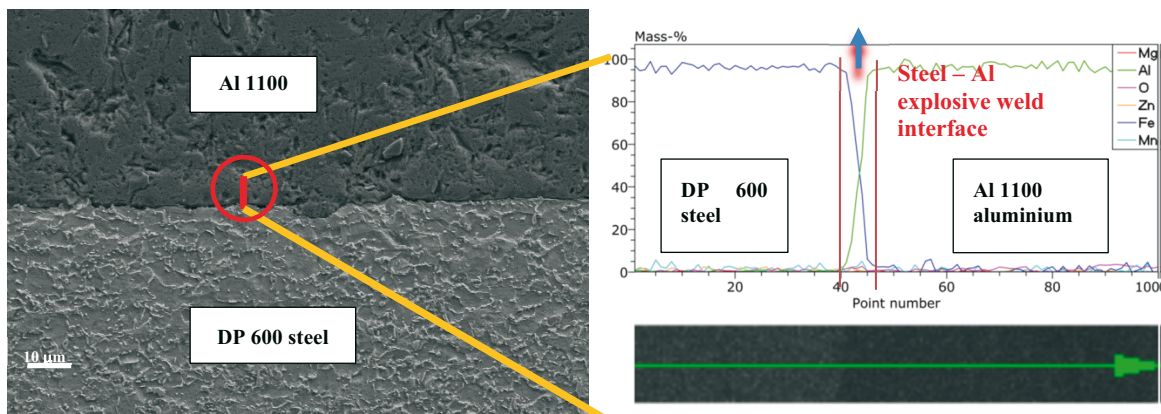 Al 1100
DP 600 steel
10 µm
Mass-%
100
80
60
40
20
0
Mg
Al
O
Zn
Fe
Mn
Steel – Al
explosive weld
interface
DP 600
steel
Al 1100
aluminium
20
40
60
80
1000
Point number